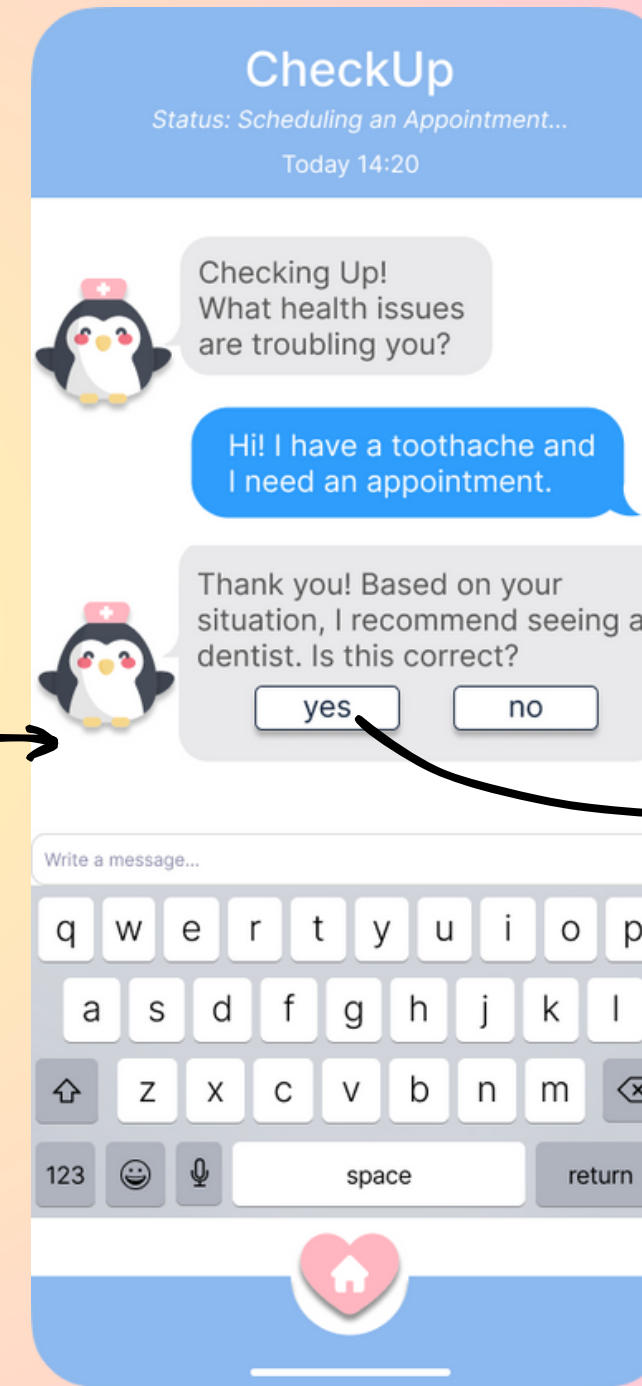 CheckUp
Status: Scheduling an Appointment...
Today 14:20
Checking Up!
What health issues
are troubling you?
Hi! I have a toothache and
I need an appointment.
Thank you! Based on your
situation, I recommend seeing a
dentist. Is this correct?
yes no
Write a message...
q w e r t y u i o p
a s d f g h j k l
z x c v b n m
123 space return